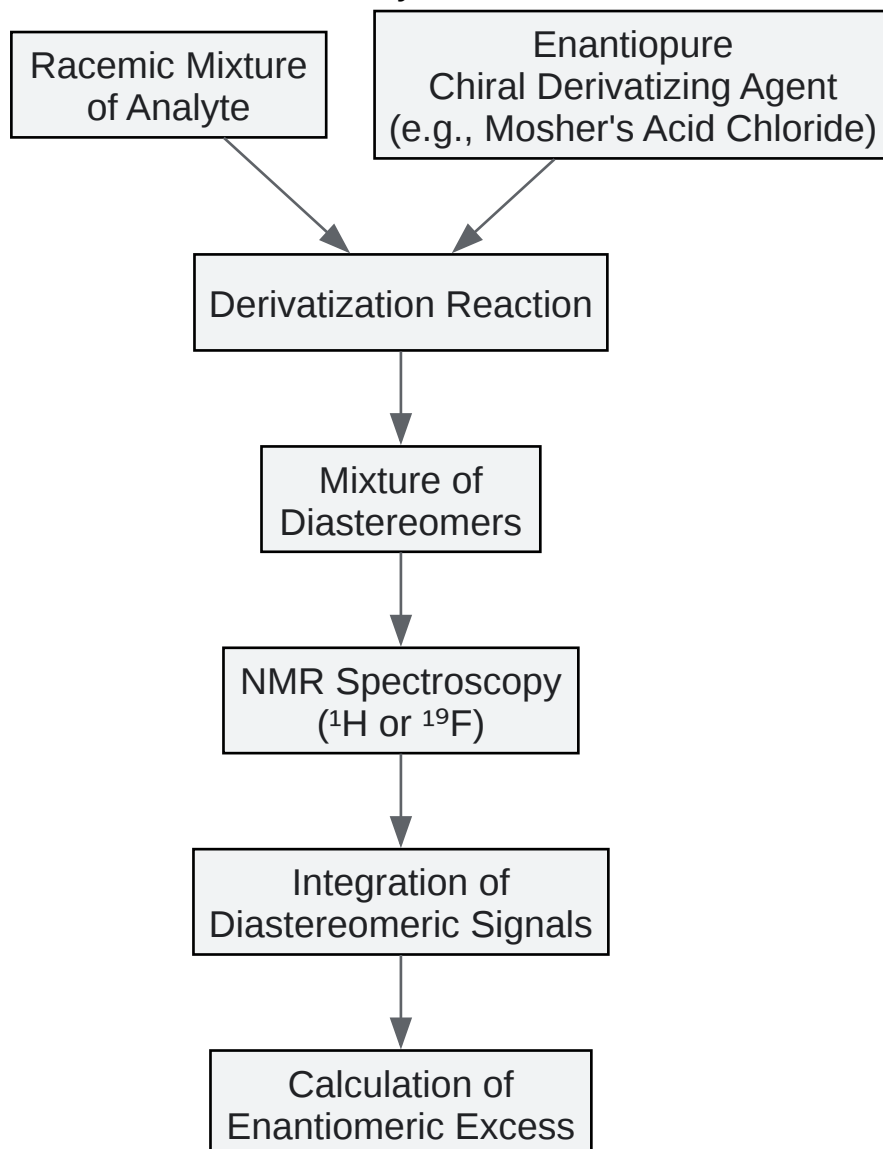 Racemic Mixture
of Analyte
Enantiopure
Chiral Derivatizing Agent
(e.g., Mosher's Acid Chloride)
Derivatization Reaction
Mixture of
Diastereomers
NMR Spectroscopy
(¹H or ¹⁹F)
Integration of
Diastereomeric Signals
Calculation of
Enantiomeric Excess